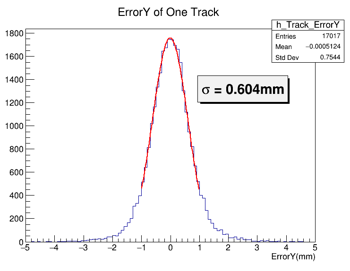 ErrorY of One Track
h_Track_ErrorY
Entries 17017
Mean −0.0005124
Std Dev 0.7544
σ = 0.604mm
1800
1600
1400
1200
1000
800
600
400
200
0
−5 −4 −3 −2 −1 0 1 2 3 4 5
ErrorY(mm)